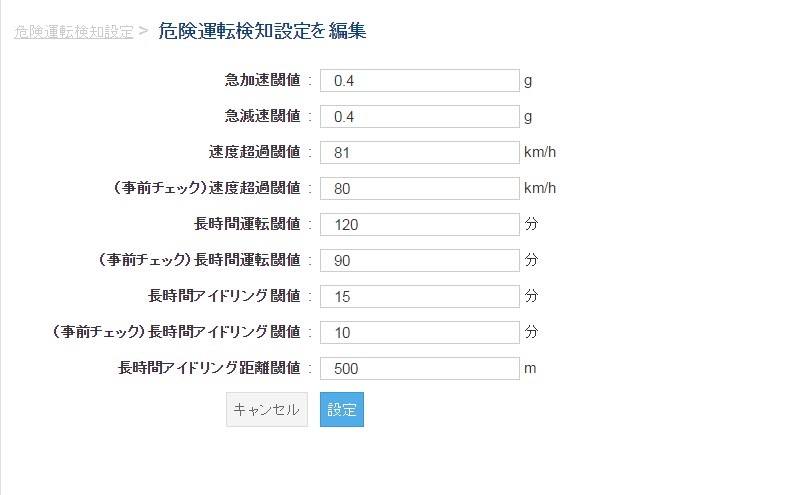 危険運転検知設定 > 危険運転検知設定を編集
急加速閾値 : 0.4 g
急減速閾値 : 0.4 g
速度超過閾値 : 81 km/h
(事前チェック)速度超過閾値 : 80 km/h
長時間運転閾値 : 120 分
(事前チェック)長時間運転閾値 : 90 分
長時間アイドリング閾値 : 15 分
(事前チェック)長時間アイドリング閾値 : 10 分
長時間アイドリング距離閾値 : 500 m
キャンセル 設定